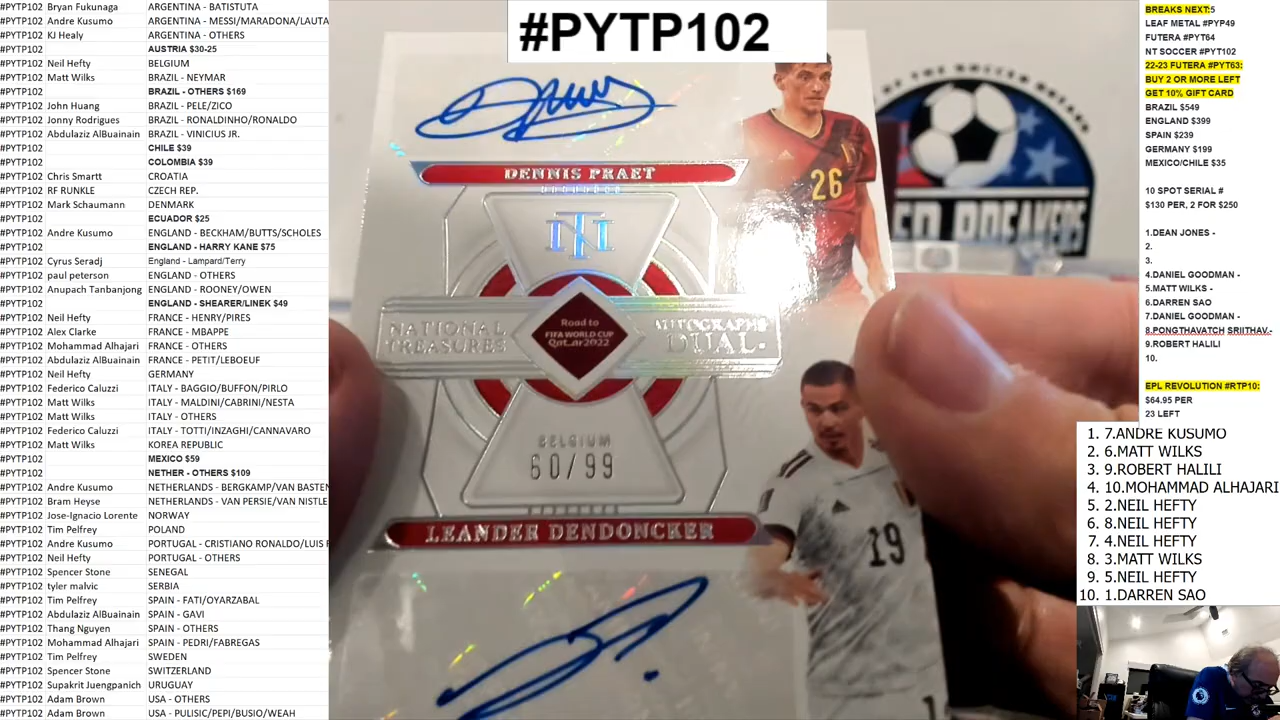 #PYTP102 Bryan Fukunaga ARGENTINA - BATISTUTA
#PYTP102 Andre Kusumo ARGENTINA - MESSI/MARADONA/LAUTA
#PYTP102 KJ Healy ARGENTINA - OTHERS
#PYTP102 AUSTRIA $30-25
#PYTP102 Neil Hefty BELGIUM
#PYTP102 Matt Wilks BRAZIL - NEYMAR
#PYTP102 BRAZIL - OTHERS $169
#PYTP102 John Huang BRAZIL - PELE/ZICO
#PYTP102 Jonny Rodrigues BRAZIL - RONALDINHO/RONALDO
#PYTP102 Abdulaziz AlBuainain BRAZIL - VINICIUS JR.
#PYTP102 CHILE $39
#PYTP102 COLOMBIA $39
#PYTP102 Chris Smartt CROATIA
#PYTP102 RF RUNKLE CZECH REP.
#PYTP102 Mark Schaumann DENMARK
#PYTP102 ECUADOR $25
#PYTP102 Andre Kusumo ENGLAND - BECKHAM/BUTTS/SCHOLES
#PYTP102 ENGLAND - HARRY KANE $75
#PYTP102 Cyrus Seradj England - Lampard/Terry
#PYTP102 paul peterson ENGLAND - OTHERS
#PYTP102 Anupach Tanbanjong ENGLAND - ROONEY/OWEN
#PYTP102 ENGLAND - SHEARER/LINEK $49
#PYTP102 Neil Hefty FRANCE - HENRY/PIRES
#PYTP102 Alex Clarke FRANCE - MBAPPE
#PYTP102 Mohammad Alhajari FRANCE - OTHERS
#PYTP102 Abdulaziz AlBuainain FRANCE - PETIT/LEBOEUF
#PYTP102 Neil Hefty GERMANY
#PYTP102 Federico Caluzzi ITALY - BAGGIO/BUFFON/PIRLO
#PYTP102 Matt Wilks ITALY - MALDINI/CABRINI/NESTA
#PYTP102 Matt Wilks ITALY - OTHERS
#PYTP102 Federico Caluzzi ITALY - TOTTI/INZAGHI/CANNAVARO
#PYTP102 Matt Wilks KOREA REPUBLIC
#PYTP102 MEXICO $59
#PYTP102 NETHER - OTHERS $109
#PYTP102 Andre Kusumo NETHERLANDS - BERGKAMP/VAN BASTEN
#PYTP102 Bram Heyse NETHERLANDS - VAN PERSIE/VAN NISTLE
#PYTP102 Jose-Ignacio Lorente NORWAY
#PYTP102 Tim Pelfrey POLAND
#PYTP102 Andre Kusumo PORTUGAL - CRISTIANO RONALDO/LUIS F
#PYTP102 Neil Hefty PORTUGAL - OTHERS
#PYTP102 Spencer Stone SENEGAL
#PYTP102 tyler malvic SERBIA
#PYTP102 Tim Pelfrey SPAIN - FATI/OYARZABAL
#PYTP102 Abdulaziz AlBuainain SPAIN - GAVI
#PYTP102 Thang Nguyen SPAIN - OTHERS
#PYTP102 Mohammad Alhajari SPAIN - PEDRI/FABREGAS
#PYTP102 Tim Pelfrey SWEDEN
#PYTP102 Spencer Stone SWITZERLAND
#PYTP102 Supakrit Juengpanich URUGUAY
#PYTP102 Adam Brown USA - OTHERS
#PYTP102 Adam Brown USA - PULISIC/PEPI/BUSIO/WEAH
#PYTP102
DENNIS PRAET
26
NATIONAL TREASURES
Road to
FIFA WORLD CUP
Qatar2022
DUAL
BELGIUM
60/99
LEANDER DENDONCKER
19
BREAKS NEXT:5
LEAF METAL #PYP49
FUTERA #PYT64
NT SOCCER #PYT102
22-23 FUTERA #PYT63:
BUY 2 OR MORE LEFT
GET 10% GIFT CARD
BRAZIL $549
ENGLAND $399
SPAIN $239
GERMANY $199
MEXICO/CHILE $35
10 SPOT SERIAL #
$130 PER, 2 FOR $250
1.DEAN JONES -
2.
3.
4.DANIEL GOODMAN -
5.MATT WILKS -
6.DARREN SAO
7.DANIEL GOODMAN -
8.PONGTHAVATCH SRIITHAV.-
9.ROBERT HALILI
10.
EPL REVOLUTION #RTP10:
$64.95 PER
23 LEFT
1. 7.ANDRE KUSUMO
2. 6.MATT WILKS
3. 9.ROBERT HALILI
4. 10.MOHAMMAD ALHAJARI
5. 2.NEIL HEFTY
6. 8.NEIL HEFTY
7. 4.NEIL HEFTY
8. 3.MATT WILKS
9. 5.NEIL HEFTY
10. 1.DARREN SAO